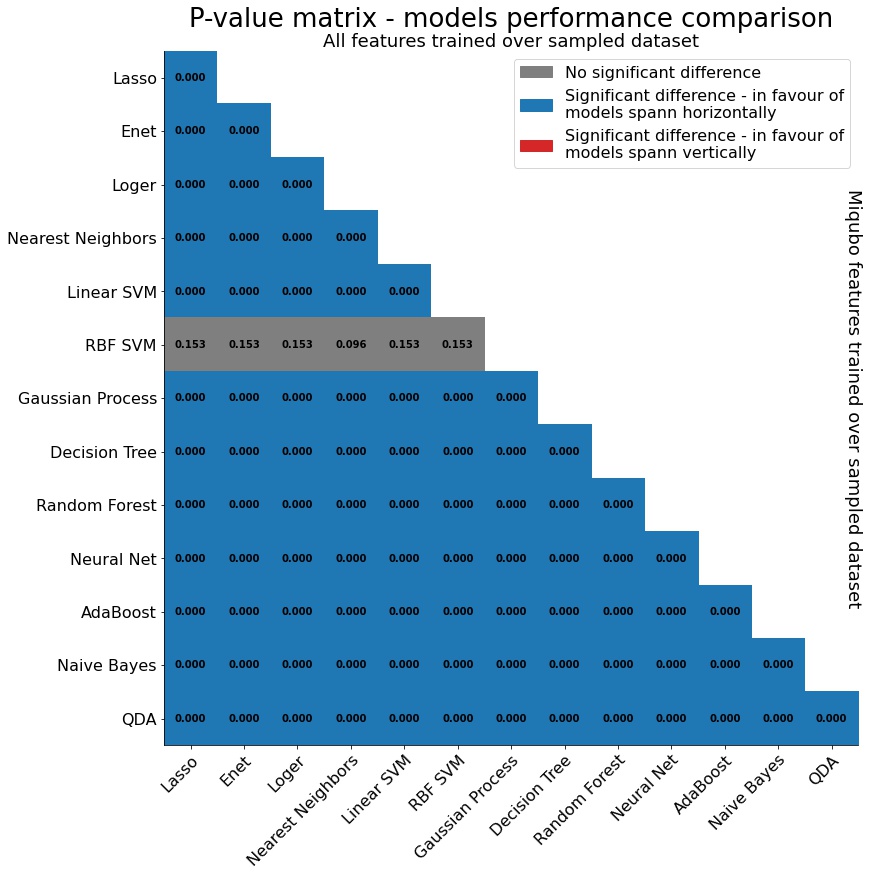 P-value matrix - models performance comparison
All features trained over sampled dataset
No significant difference
Significant difference - in favour of
models spann horizontally
Significant difference - in favour of
models spann vertically
Lasso 0.000
Enet 0.000 0.000
Loger 0.000 0.000 0.000
Nearest Neighbors 0.000 0.000 0.000 0.000
Linear SVM 0.000 0.000 0.000 0.000 0.000
RBF SVM 0.153 0.153 0.153 0.096 0.153 0.153
Gaussian Process 0.000 0.000 0.000 0.000 0.000 0.000 0.000
Decision Tree 0.000 0.000 0.000 0.000 0.000 0.000 0.000 0.000
Random Forest 0.000 0.000 0.000 0.000 0.000 0.000 0.000 0.000 0.000
Neural Net 0.000 0.000 0.000 0.000 0.000 0.000 0.000 0.000 0.000 0.000
AdaBoost 0.000 0.000 0.000 0.000 0.000 0.000 0.000 0.000 0.000 0.000 0.000
Naive Bayes 0.000 0.000 0.000 0.000 0.000 0.000 0.000 0.000 0.000 0.000 0.000 0.000
QDA 0.000 0.000 0.000 0.000 0.000 0.000 0.000 0.000 0.000 0.000 0.000 0.000 0.000
Lasso
Enet
Loger
Nearest Neighbors
Linear SVM
RBF SVM
Gaussian Process
Decision Tree
Random Forest
Neural Net
AdaBoost
Naive Bayes
QDA
Miqubo features trained over sampled dataset